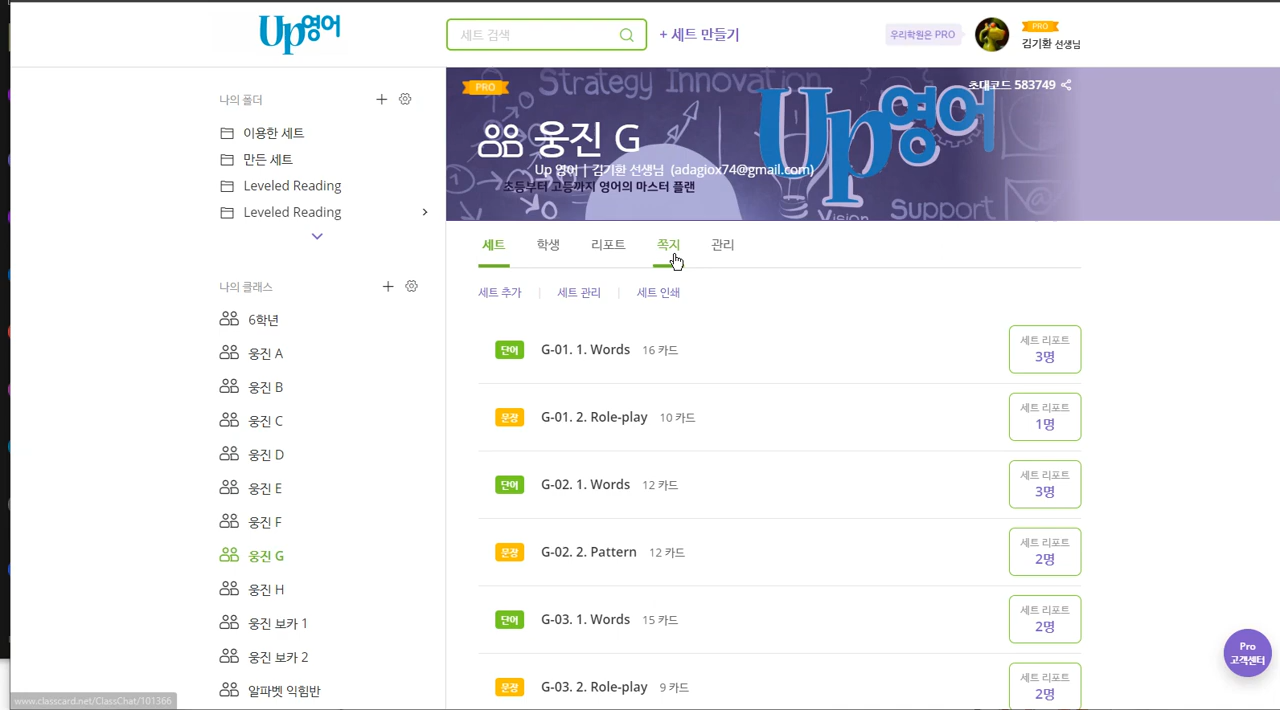 Up영어
세트 검색
+ 세트 만들기
우리학원은 PRO
PRO
김기환 선생님
나의 폴더
이용한 세트
만든 세트
Leveled Reading
Leveled Reading
나의 클래스
6학년
웅진 A
웅진 B
웅진 C
웅진 D
웅진 E
웅진 F
웅진 G
웅진 H
웅진 보카 1
웅진 보카 2
알파벳 익힘반
www.classcard.net/ClassChat/101366
PRO
Strategy Innovation
초대코드 583749
웅진 G
Up영어
Up 영어 | 김기환 선생님 (adagiox74@gmail.com)
초등부터 고등까지 영어의 마스터 플랜
Vision
Support
세트 학생 리포트 쪽지 관리
세트 추가 | 세트 관리 | 세트 인쇄
단어 G-01. 1. Words 16 카드 세트 리포트
3명
문장 G-01. 2. Role-play 10 카드 세트 리포트
1명
단어 G-02. 1. Words 12 카드 세트 리포트
3명
문장 G-02. 2. Pattern 12 카드 세트 리포트
2명
단어 G-03. 1. Words 15 카드 세트 리포트
2명
문장 G-03. 2. Role-play 9 카드 세트 리포트
2명
Pro
고객센터